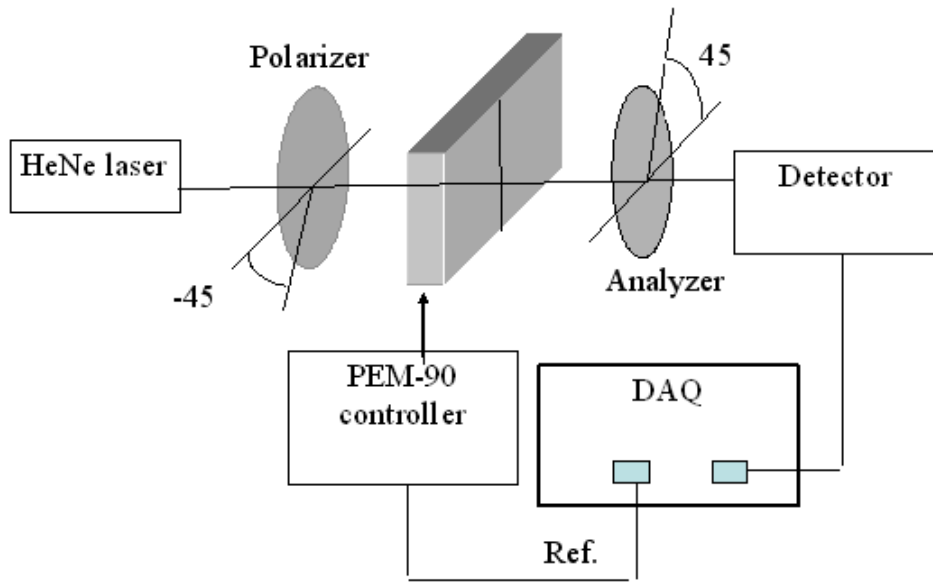 Polarizer
45
HeNe laser
Detector
-45
Analyzer
PEM-90
controller
DAQ
Ref.